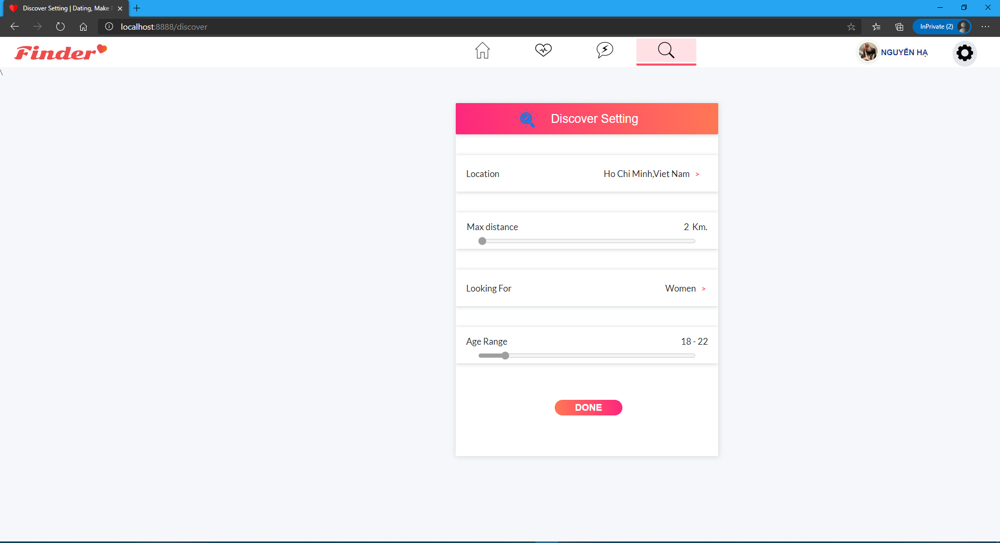 Discover Setting | Dating, Make
localhost:8888/discover
InPrivate (2)
Finder
NGUYỄN HẠ
\
Discover Setting
Location
Ho Chi Minh,Viet Nam >
Max distance
2 Km.
Looking For
Women >
Age Range
18 - 22
DONE